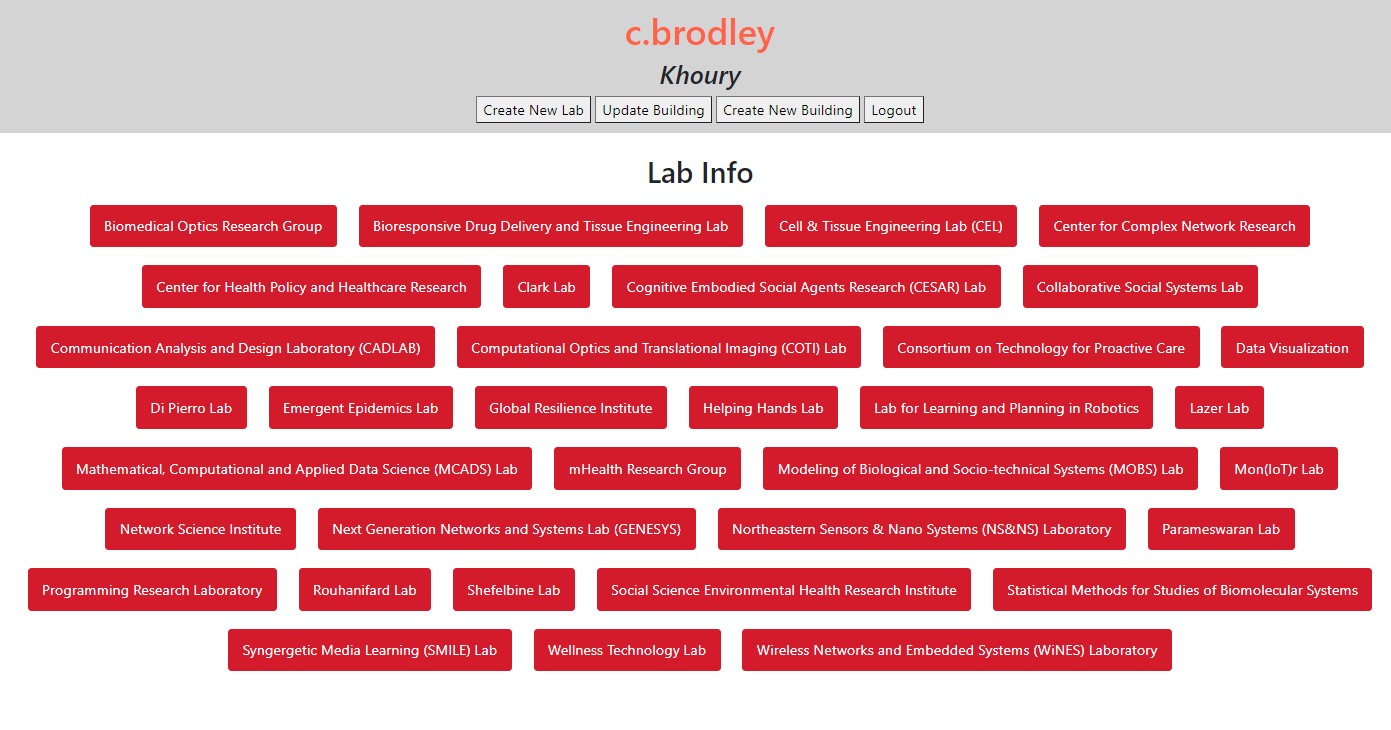 c.brodley
Khoury
Create New Lab Update Building Create New Building Logout
Lab Info
Biomedical Optics Research Group Bioresponsive Drug Delivery and Tissue Engineering Lab Cell & Tissue Engineering Lab (CEL) Center for Complex Network Research
Center for Health Policy and Healthcare Research Clark Lab Cognitive Embodied Social Agents Research (CESAR) Lab Collaborative Social Systems Lab
Communication Analysis and Design Laboratory (CADLAB) Computational Optics and Translational Imaging (COTI) Lab Consortium on Technology for Proactive Care Data Visualization
Di Pierro Lab Emergent Epidemics Lab Global Resilience Institute Helping Hands Lab Lab for Learning and Planning in Robotics Lazer Lab
Mathematical, Computational and Applied Data Science (MCADS) Lab mHealth Research Group Modeling of Biological and Socio-technical Systems (MOBS) Lab Mon(IoT)r Lab
Network Science Institute Next Generation Networks and Systems Lab (GENESYS) Northeastern Sensors & Nano Systems (NS&NS) Laboratory Parameswaran Lab
Programming Research Laboratory Rouhanifard Lab Shefelbine Lab Social Science Environmental Health Research Institute Statistical Methods for Studies of Biomolecular Systems
Syngergetic Media Learning (SMILE) Lab Wellness Technology Lab Wireless Networks and Embedded Systems (WiNES) Laboratory